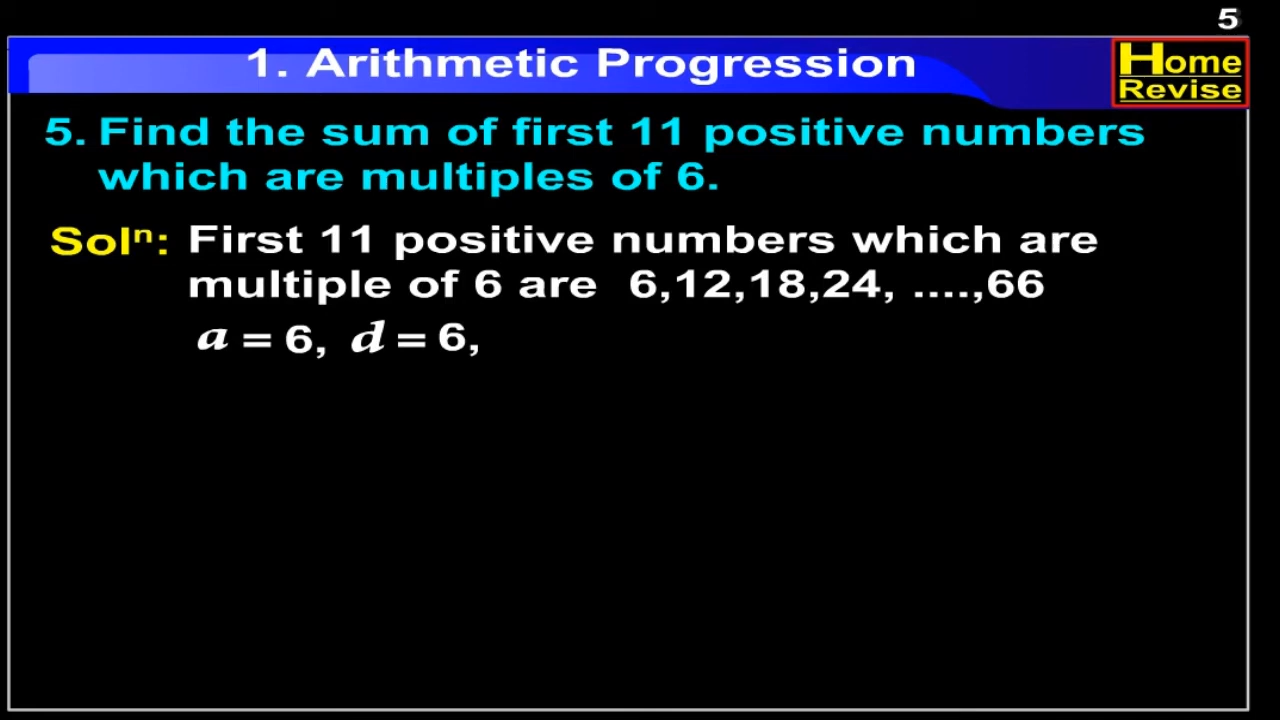 5
1. Arithmetic Progression
Home
Revise
5. Find the sum of first 11 positive numbers
which are multiples of 6.
Solⁿ: First 11 positive numbers which are
multiple of 6 are 6,12,18,24, ....,66
a = 6, d = 6,